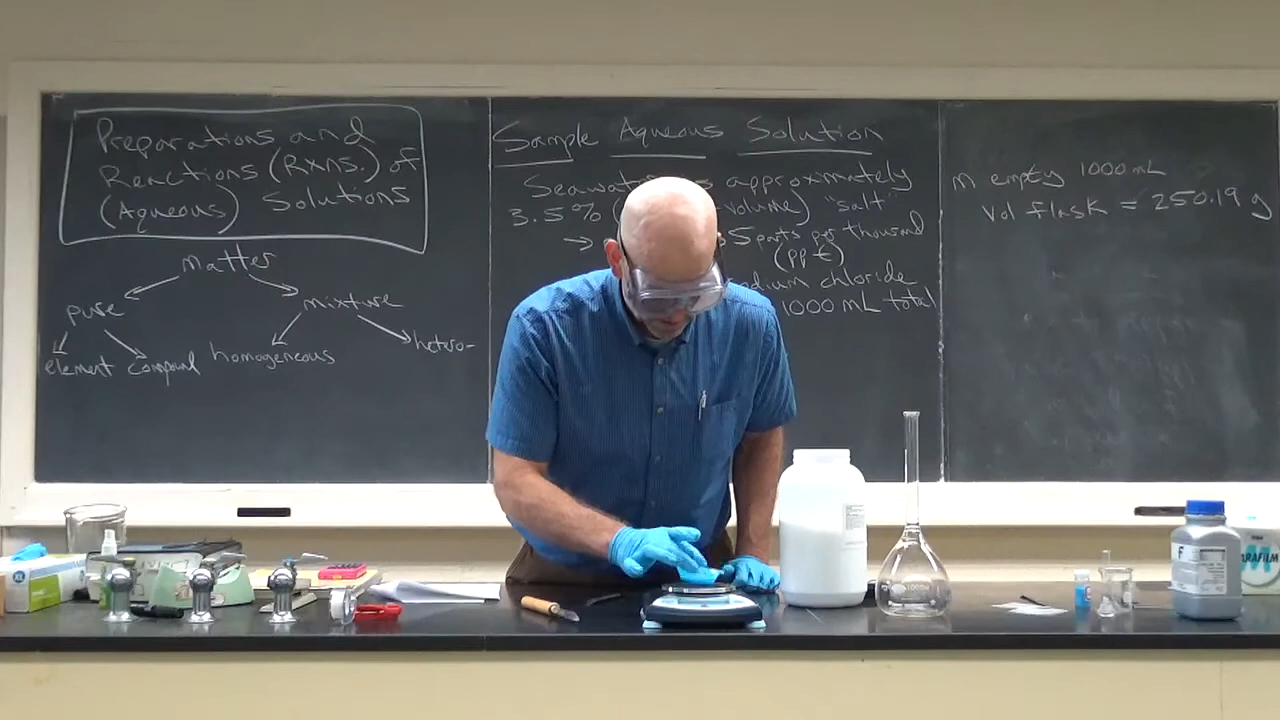 Preparations and
Reactions (Rxns.) of
(Aqueous) Solutions
matter
pure
mixture
element compound
homogeneous
hetero-
Sample Aqueous Solution
approximately
3.5% volume) "salt"
→ 5 parts per thousand
(ppt)
chloride
1000 mL total
m empty 1000 mL
vol flask = 250.19 g
XL
F